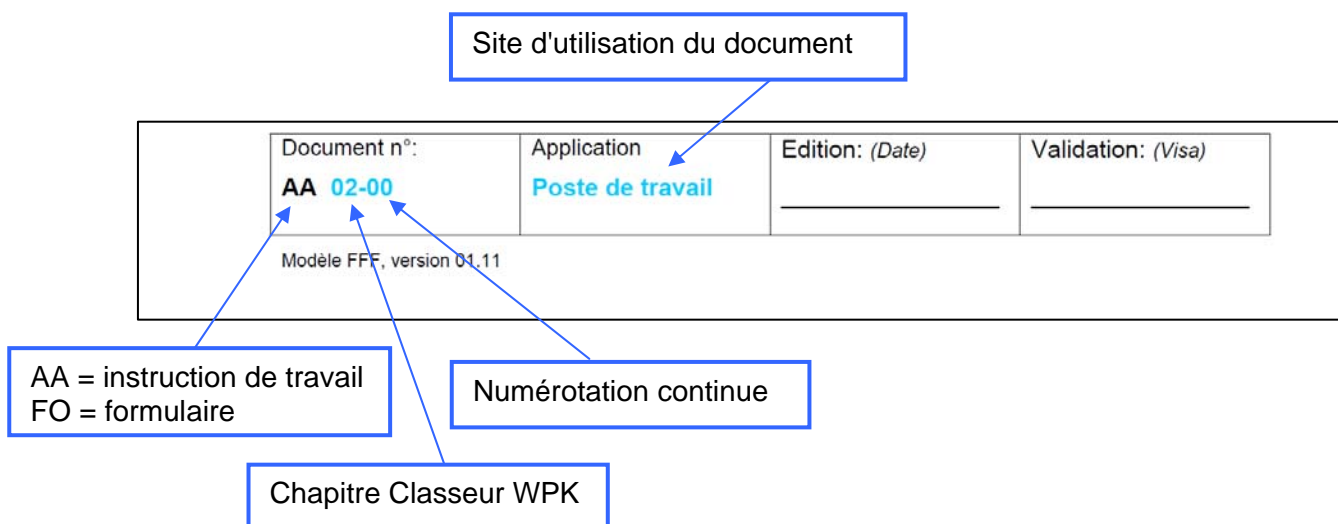 Site d'utilisation du document
Document n°:
Application
Edition: (Date)
Validation: (Visa)
AA 02-00
Poste de travail
Modèle FFF, version 01.11
AA = instruction de travail
FO = formulaire
Numérotation continue
Chapitre Classeur WPK